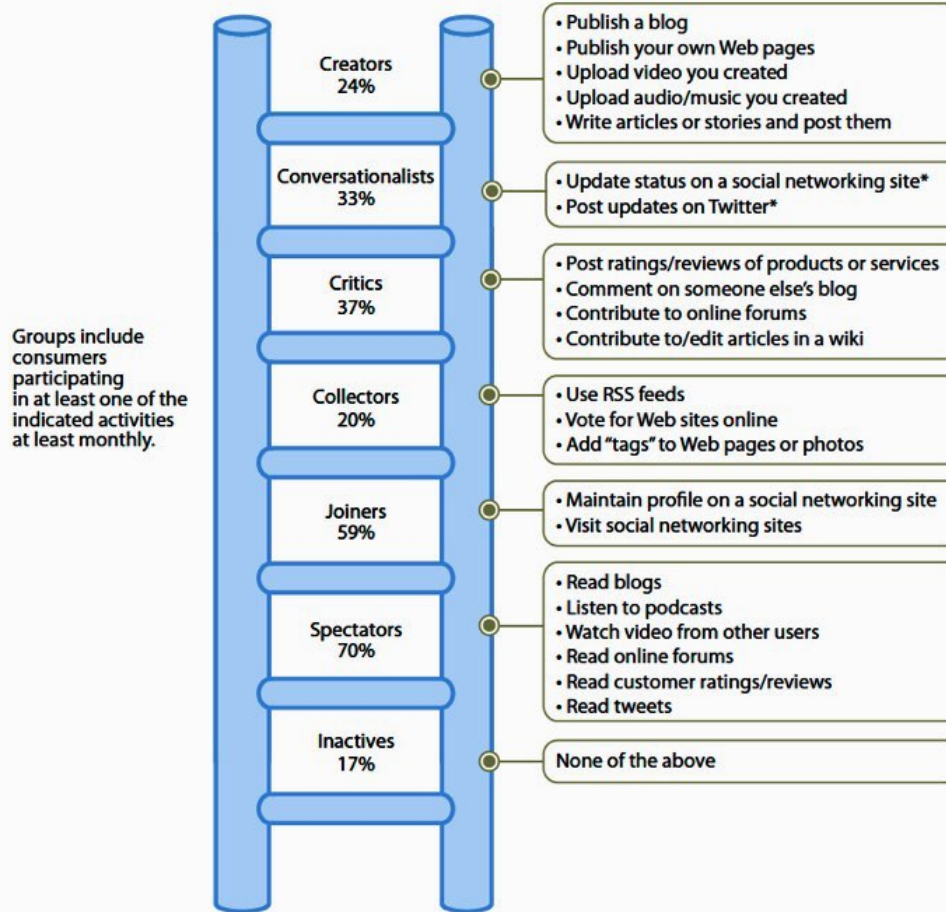 Creators
24%
• Publish a blog
• Publish your own Web pages
• Upload video you created
• Upload audio/music you created
• Write articles or stories and post them
Conversationalists
33%
• Update status on a social networking site*
• Post updates on Twitter*
Critics
37%
• Post ratings/reviews of products or services
• Comment on someone else's blog
• Contribute to online forums
• Contribute to/edit articles in a wiki
Groups include
consumers
participating
in at least one of the
indicated activities
at least monthly.
Collectors
20%
• Use RSS feeds
• Vote for Web sites online
• Add “tags” to Web pages or photos
Joiners
59%
• Maintain profile on a social networking site
• Visit social networking sites
Spectators
70%
• Read blogs
• Listen to podcasts
• Watch video from other users
• Read online forums
• Read customer ratings/reviews
• Read tweets
Inactives
17%
None of the above